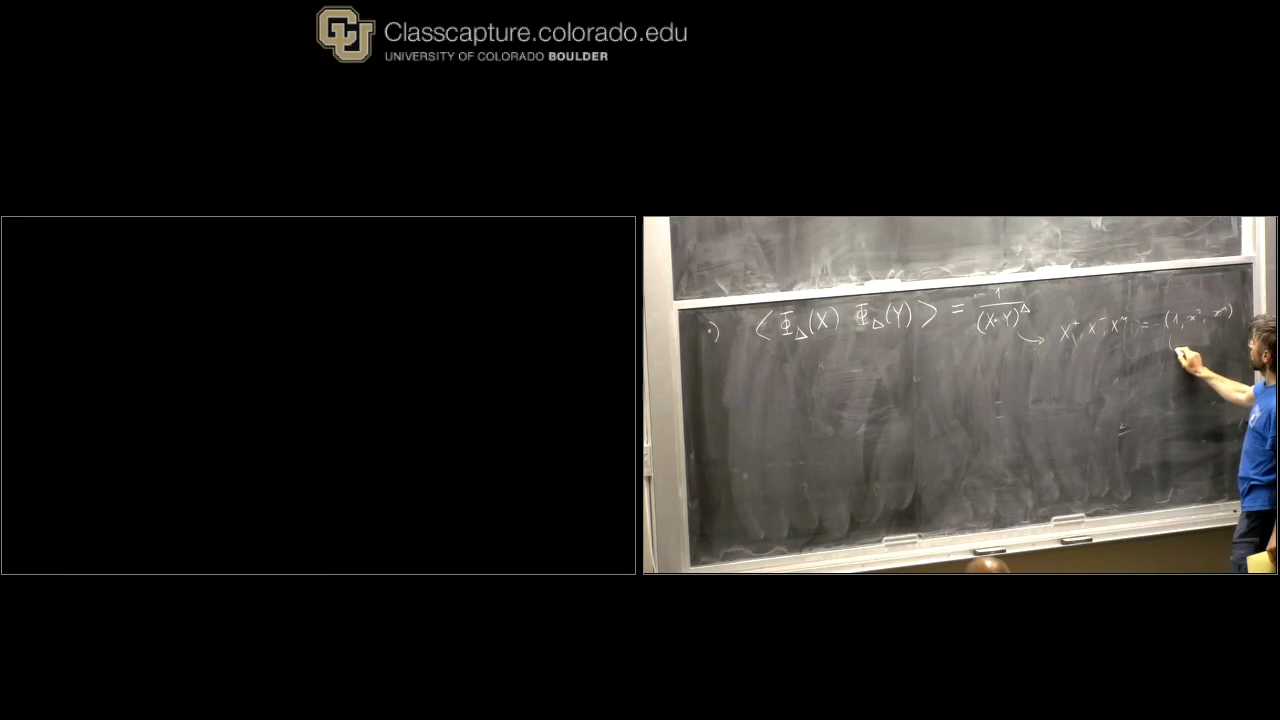 Classcapture.colorado.edu
UNIVERSITY OF COLORADO BOULDER
·) ⟨ Φ_Δ(X) Φ_Δ(Y) ⟩ = 1/(X·Y)^Δ → X⁺, X⁻, X^μ = (1, x², x^μ)
(